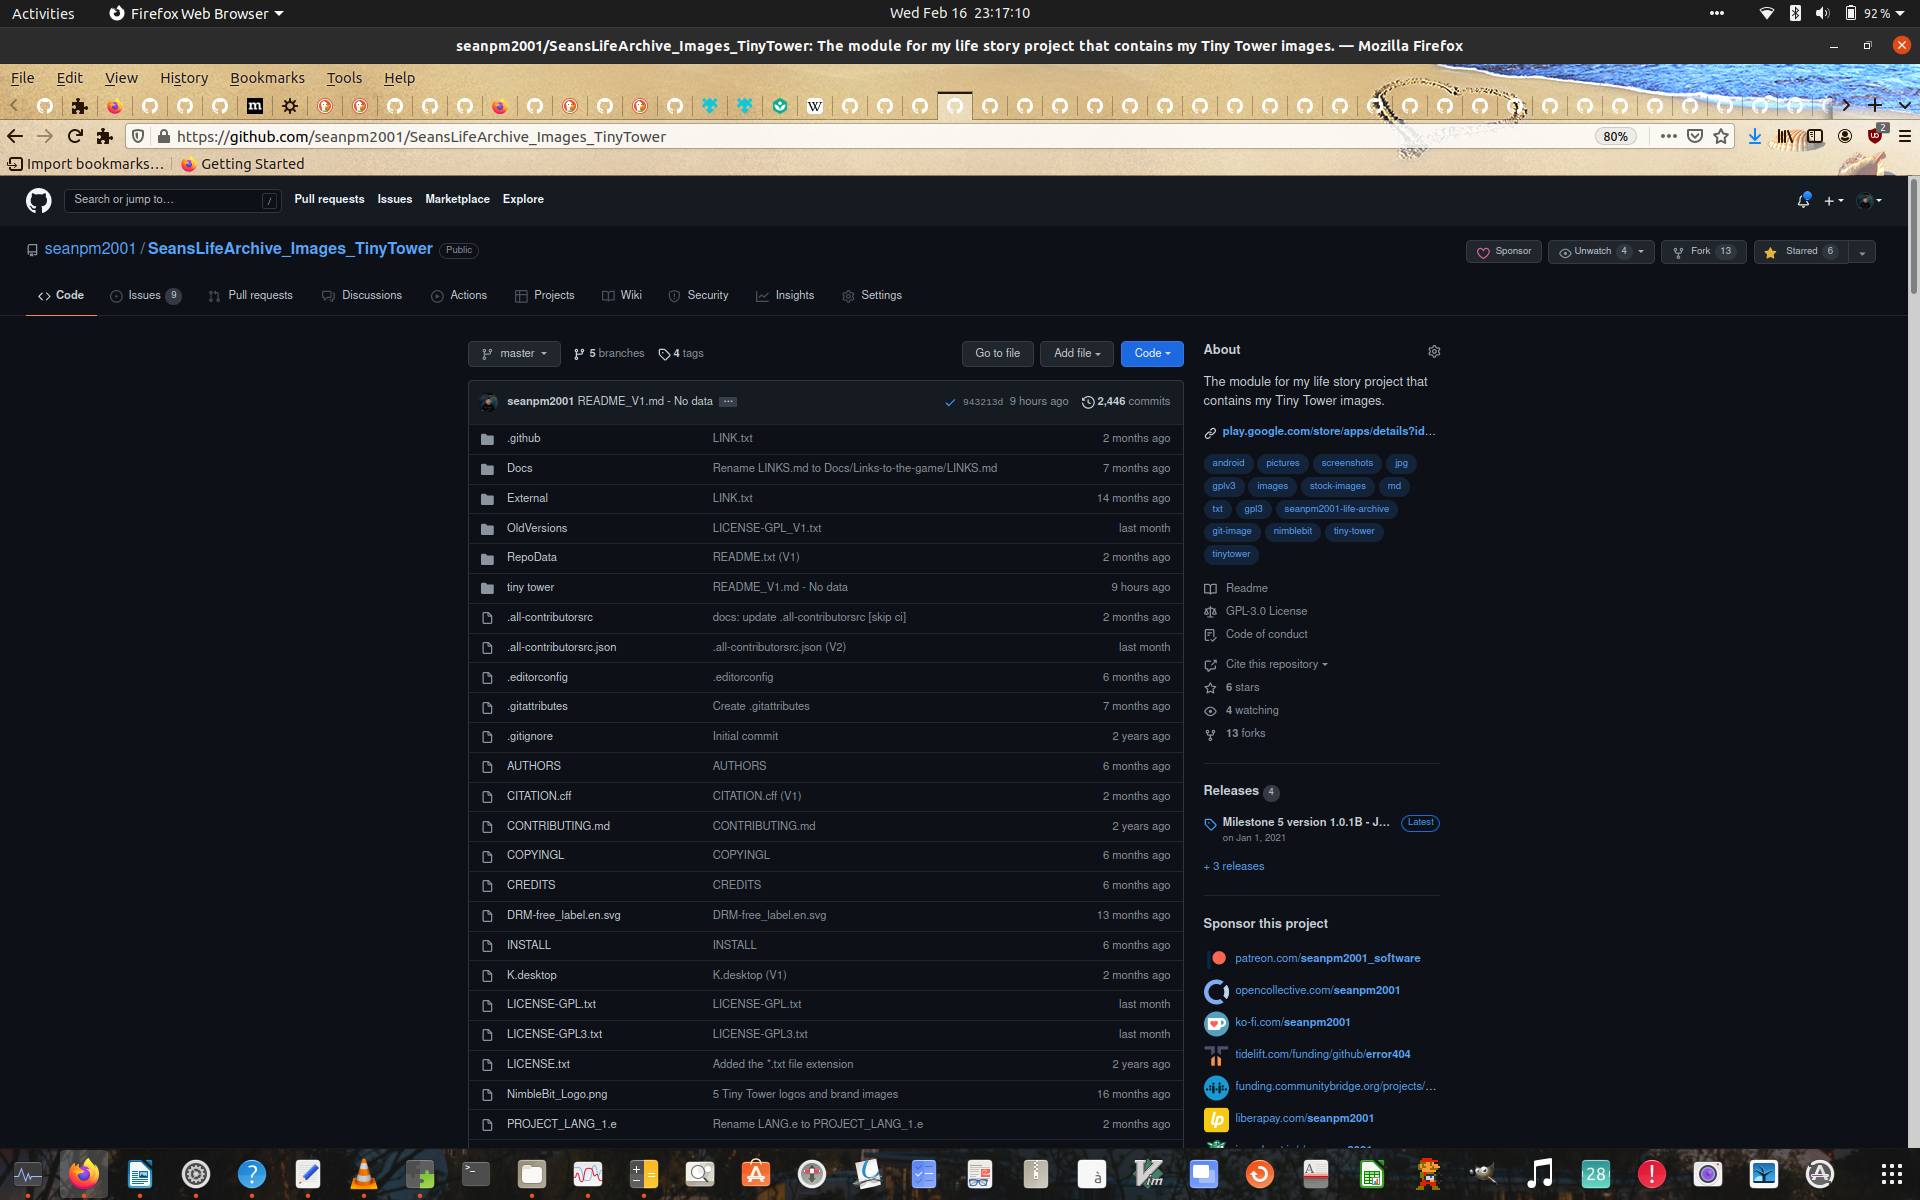 Activities Firefox Web Browser Wed Feb 16 23:17:10 92 %
seanpm2001/SeansLifeArchive_Images_TinyTower: The module for my life story project that contains my Tiny Tower images. — Mozilla Firefox
File Edit View History Bookmarks Tools Help
https://github.com/seanpm2001/SeansLifeArchive_Images_TinyTower 80% 2
Import bookmarks… Getting Started
Search or jump to… / Pull requests Issues Marketplace Explore
seanpm2001 / SeansLifeArchive_Images_TinyTower Public Sponsor Unwatch 4 Fork 13 Starred 6
Code Issues 9 Pull requests Discussions Actions Projects Wiki Security Insights Settings
master 5 branches 4 tags Go to file Add file Code
seanpm2001 README_V1.md - No data 943213d 9 hours ago 2,446 commits
.github LINK.txt 2 months ago
Docs Rename LINKS.md to Docs/Links-to-the-game/LINKS.md 7 months ago
External LINK.txt 14 months ago
OldVersions LICENSE-GPL_V1.txt last month
RepoData README.txt (V1) 2 months ago
tiny tower README_V1.md - No data 9 hours ago
.all-contributorsrc docs: update .all-contributorsrc [skip ci] 2 months ago
.all-contributorsrc.json .all-contributorsrc.json (V2) last month
.editorconfig .editorconfig 6 months ago
.gitattributes Create .gitattributes 7 months ago
.gitignore Initial commit 2 years ago
AUTHORS AUTHORS 6 months ago
CITATION.cff CITATION.cff (V1) 2 months ago
CONTRIBUTING.md CONTRIBUTING.md 2 years ago
COPYINGL COPYINGL 6 months ago
CREDITS CREDITS 6 months ago
DRM-free_label.en.svg DRM-free_label.en.svg 13 months ago
INSTALL INSTALL 6 months ago
K.desktop K.desktop (V1) 2 months ago
LICENSE-GPL.txt LICENSE-GPL.txt last month
LICENSE-GPL3.txt LICENSE-GPL3.txt last month
LICENSE.txt Added the *.txt file extension 2 years ago
NimbleBit_Logo.png 5 Tiny Tower logos and brand images 16 months ago
PROJECT_LANG_1.e Rename LANG.e to PROJECT_LANG_1.e 2 months ago
About
The module for my life story project that
contains my Tiny Tower images.
play.google.com/store/apps/details?id…
android pictures screenshots jpg
gplv3 images stock-images md
txt gpl3 seanpm2001-life-archive
git-image nimblebit tiny-tower
tinytower
Readme
GPL-3.0 License
Code of conduct
Cite this repository
6 stars
4 watching
13 forks
Releases 4
Milestone 5 version 1.0.1B - J… Latest
on Jan 1, 2021
+ 3 releases
Sponsor this project
patreon.com/seanpm2001_software
opencollective.com/seanpm2001
ko-fi.com/seanpm2001
tidelift.com/funding/github/error404
funding.communitybridge.org/projects/…
liberapay.com/seanpm2001
28